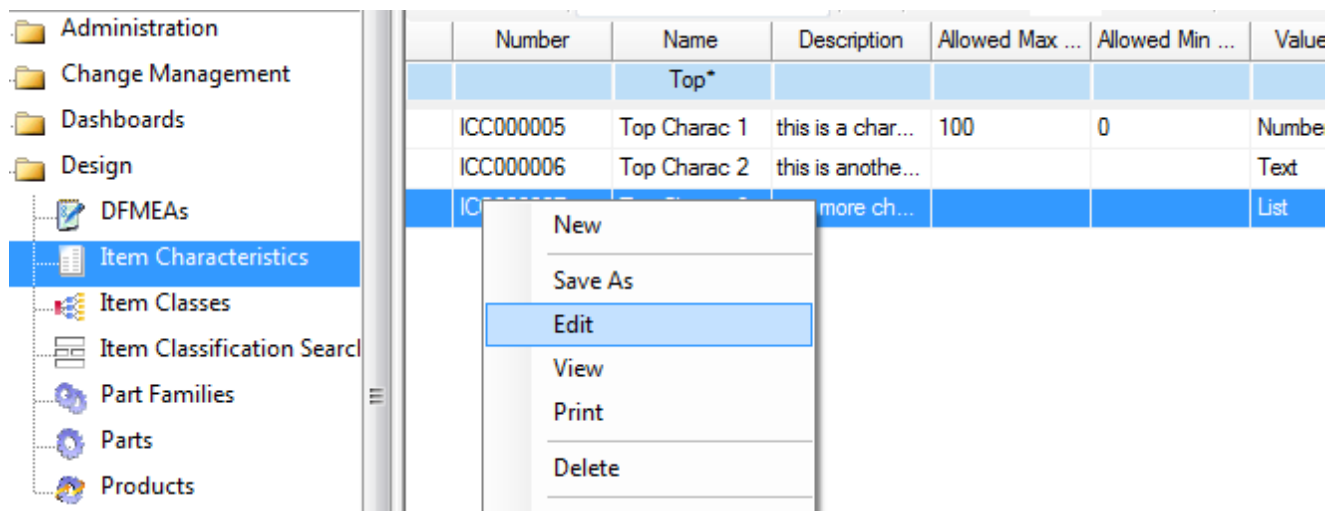 Administration
Change Management
Dashboards
Design
DFMEAs
Item Characteristics
Item Classes
Item Classification Searc
Part Families
Parts
Products
Number Name Description Allowed Max ... Allowed Min ... Value
Top*
ICC000005 Top Charac 1 this is a char... 100 0 Number
ICC000006 Top Charac 2 this is anothe... Text
more ch... List
New
Save As
Edit
View
Print
Delete